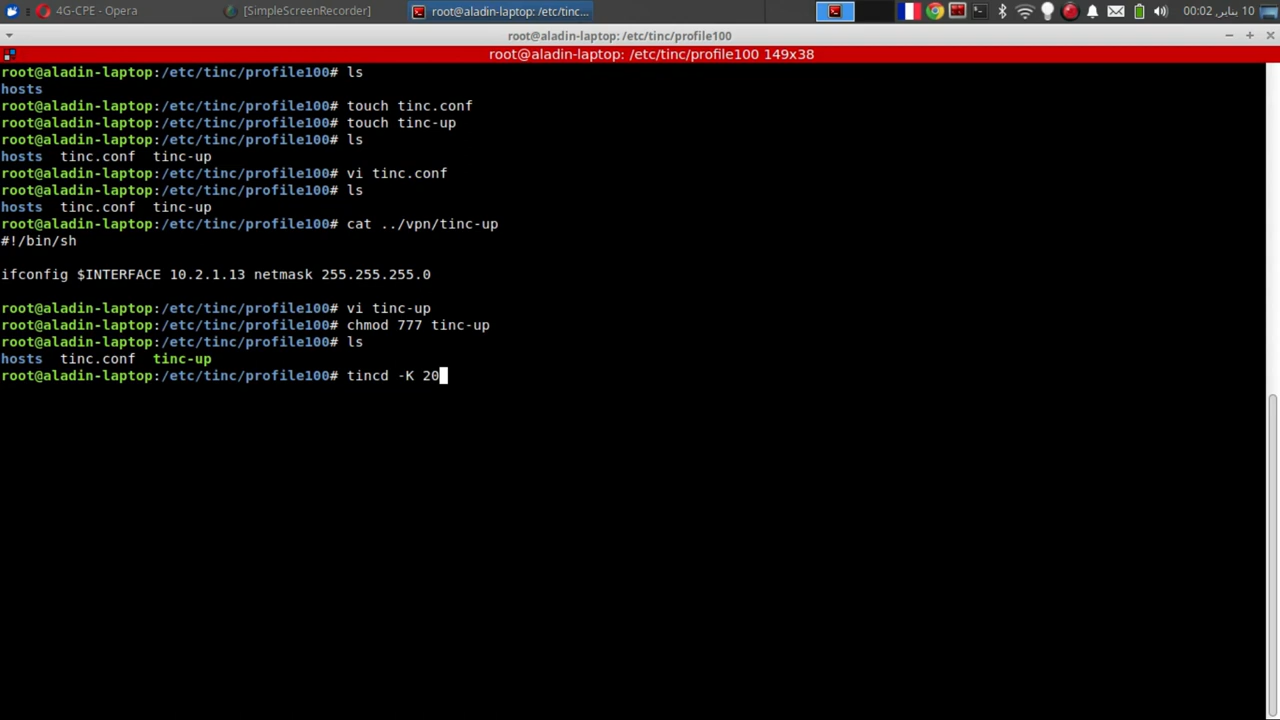 4G-CPE - Opera
[SimpleScreenRecorder]
root@aladin-laptop: /etc/tinc...
10 يناير, 00:02
root@aladin-laptop: /etc/tinc/profile100
root@aladin-laptop: /etc/tinc/profile100 149x38
root@aladin-laptop:/etc/tinc/profile100# ls
hosts
root@aladin-laptop:/etc/tinc/profile100# touch tinc.conf
root@aladin-laptop:/etc/tinc/profile100# touch tinc-up
root@aladin-laptop:/etc/tinc/profile100# ls
hosts  tinc.conf  tinc-up
root@aladin-laptop:/etc/tinc/profile100# vi tinc.conf
root@aladin-laptop:/etc/tinc/profile100# ls
hosts  tinc.conf  tinc-up
root@aladin-laptop:/etc/tinc/profile100# cat ../vpn/tinc-up
#!/bin/sh
ifconfig $INTERFACE 10.2.1.13 netmask 255.255.255.0
root@aladin-laptop:/etc/tinc/profile100# vi tinc-up
root@aladin-laptop:/etc/tinc/profile100# chmod 777 tinc-up
root@aladin-laptop:/etc/tinc/profile100# ls
hosts  tinc.conf  tinc-up
root@aladin-laptop:/etc/tinc/profile100# tincd -K 20